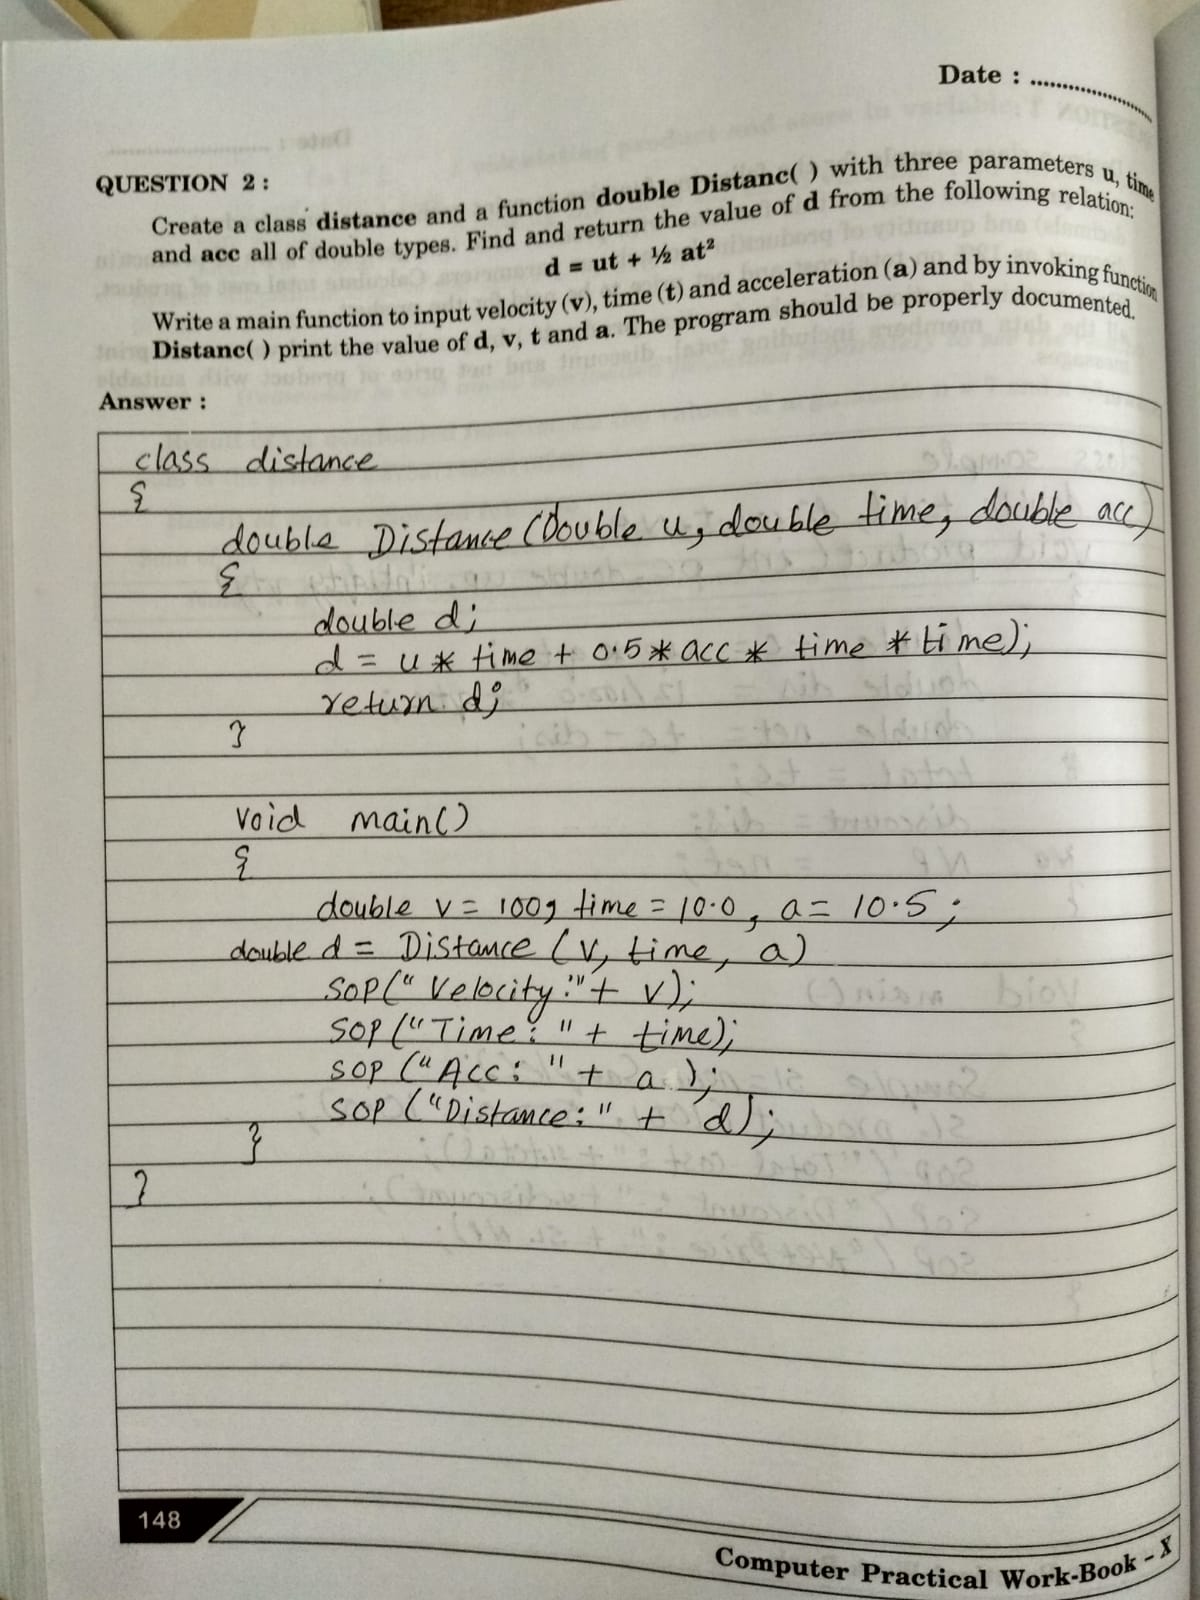 Date : ........................
QUESTION 2 :
Create a class distance and a function double Distanc( ) with three parameters u, time
and acc all of double types. Find and return the value of d from the following relation:
d = ut + ½ at²
Write a main function to input velocity (v), time (t) and acceleration (a) and by invoking function
Distanc( ) print the value of d, v, t and a. The program should be properly documented.
Answer :
class distance
{
double Distance (Double u, double time, double acc)
{
double d;
d = u * time + 0.5 * acc * time * time);
return d;
}
void main()
{
double v = 100, time = 10.0, a = 10.5 ;
double d = Distance (v, time, a)
SOP(" Velocity:"+ v);
SOP ("Time: " + time);
SOP ("Acc: " + a );
SOP ("Distance:" + d);
}
}
148
Computer Practical Work-Book - X